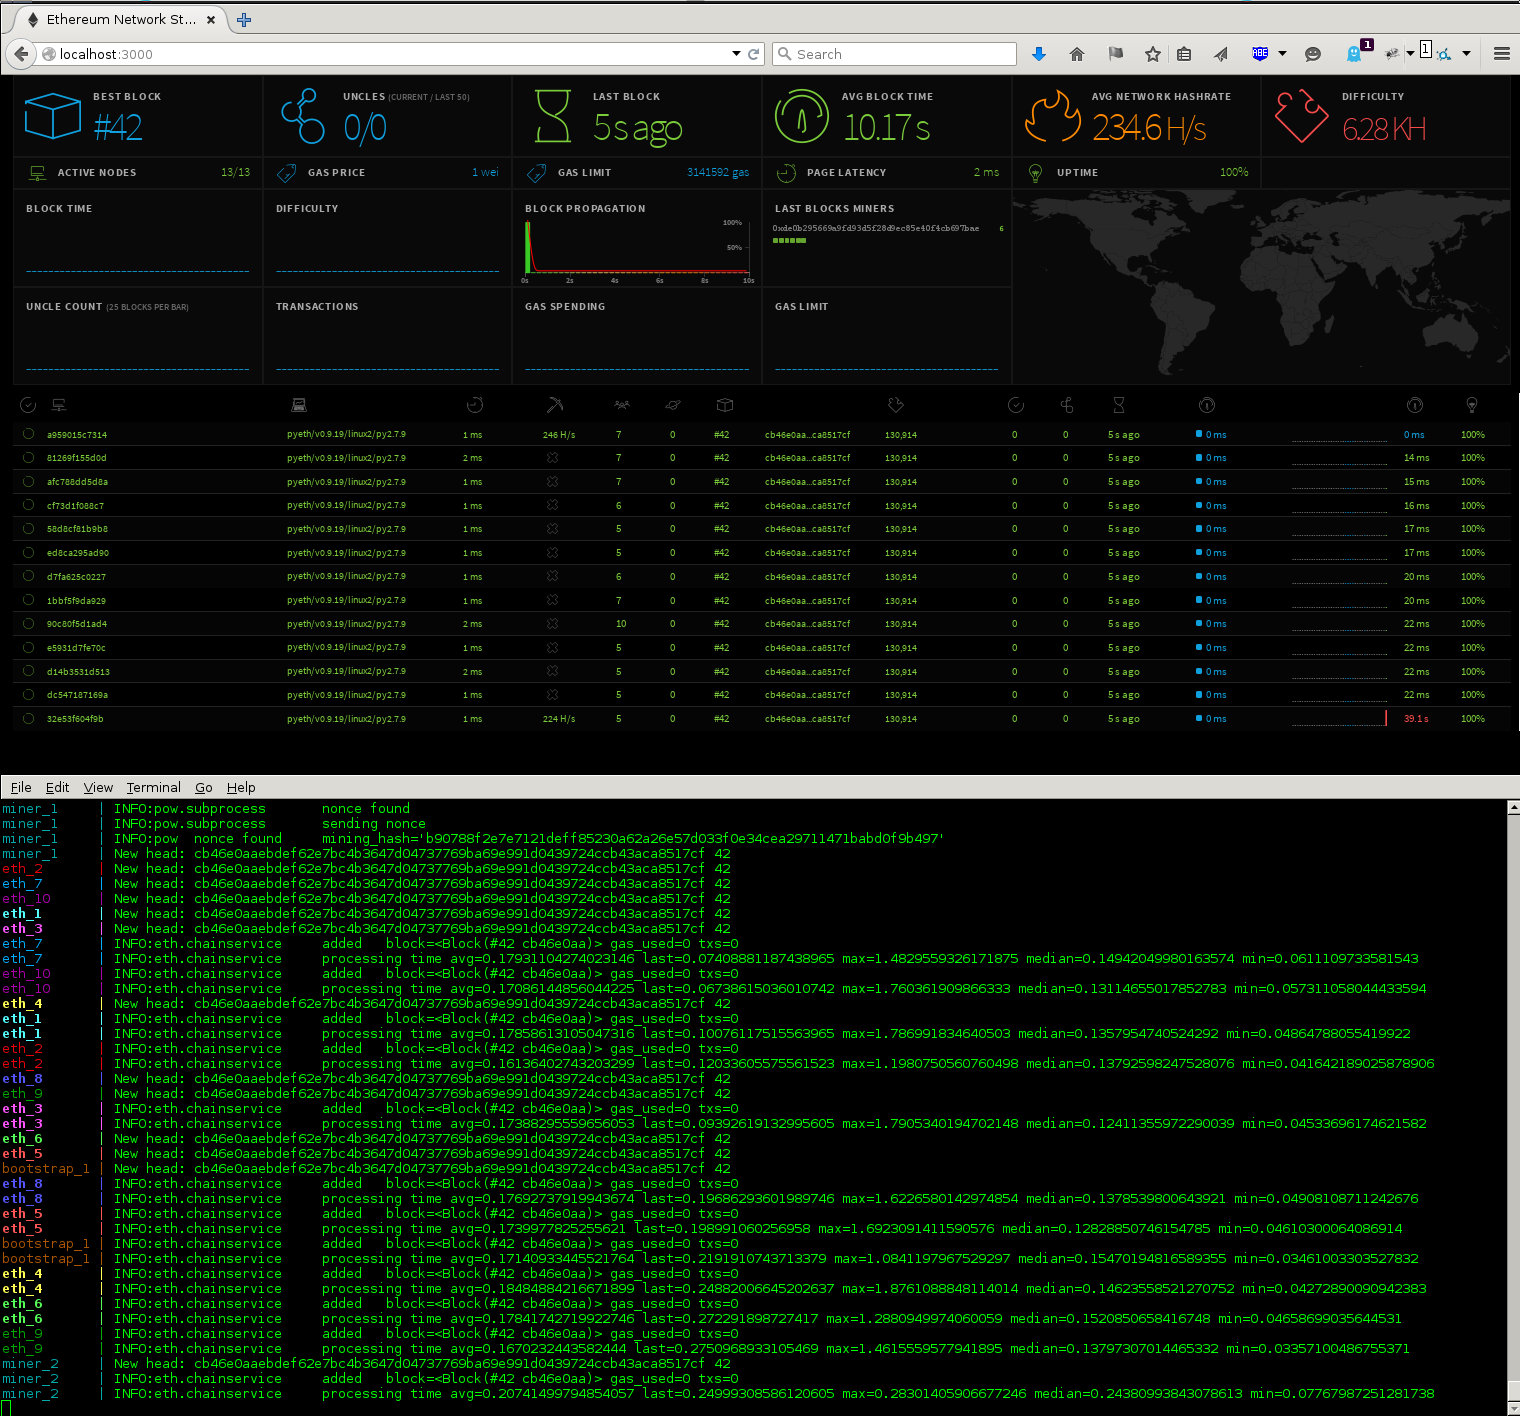 Ethereum Network St...
localhost:3000
Search
ABE
1
1
BEST BLOCK
#42
UNCLES (CURRENT / LAST 50)
0/0
LAST BLOCK
5 s ago
AVG BLOCK TIME
10.17 s
AVG NETWORK HASHRATE
234.6 H/s
DIFFICULTY
6.28 KH
ACTIVE NODES 13/13
GAS PRICE 1 wei
GAS LIMIT 3141592 gas
PAGE LATENCY 2 ms
UPTIME 100%
BLOCK TIME
DIFFICULTY
BLOCK PROPAGATION
100%
50%
0s 2s 4s 6s 8s 10s
LAST BLOCKS MINERS
0xde0b295669a9fd93d5f28d9ec85e40f4cb697bae 6
UNCLE COUNT (25 BLOCKS PER BAR)
TRANSACTIONS
GAS SPENDING
GAS LIMIT
a959015c7314 pyeth/v0.9.19/linux2/py2.7.9 1 ms 246 H/s 7 0 #42 cb46e0aa...ca8517cf 130,914 0 0 5 s ago 0 ms 0 ms 100%
81269f155d0d pyeth/v0.9.19/linux2/py2.7.9 2 ms 7 0 #42 cb46e0aa...ca8517cf 130,914 0 0 5 s ago 0 ms 14 ms 100%
afc788dd5d8a pyeth/v0.9.19/linux2/py2.7.9 1 ms 7 0 #42 cb46e0aa...ca8517cf 130,914 0 0 5 s ago 0 ms 15 ms 100%
cf73d1f088c7 pyeth/v0.9.19/linux2/py2.7.9 1 ms 6 0 #42 cb46e0aa...ca8517cf 130,914 0 0 5 s ago 0 ms 16 ms 100%
58d8cf81b9b8 pyeth/v0.9.19/linux2/py2.7.9 1 ms 5 0 #42 cb46e0aa...ca8517cf 130,914 0 0 5 s ago 0 ms 17 ms 100%
ed8ca295ad90 pyeth/v0.9.19/linux2/py2.7.9 1 ms 5 0 #42 cb46e0aa...ca8517cf 130,914 0 0 5 s ago 0 ms 17 ms 100%
d7fa625c0227 pyeth/v0.9.19/linux2/py2.7.9 1 ms 6 0 #42 cb46e0aa...ca8517cf 130,914 0 0 5 s ago 0 ms 20 ms 100%
1bbf5f9da929 pyeth/v0.9.19/linux2/py2.7.9 1 ms 7 0 #42 cb46e0aa...ca8517cf 130,914 0 0 5 s ago 0 ms 20 ms 100%
90c80f5d1ad4 pyeth/v0.9.19/linux2/py2.7.9 2 ms 10 0 #42 cb46e0aa...ca8517cf 130,914 0 0 5 s ago 0 ms 22 ms 100%
e5931d7fe70c pyeth/v0.9.19/linux2/py2.7.9 1 ms 5 0 #42 cb46e0aa...ca8517cf 130,914 0 0 5 s ago 0 ms 22 ms 100%
d14b3531d513 pyeth/v0.9.19/linux2/py2.7.9 2 ms 5 0 #42 cb46e0aa...ca8517cf 130,914 0 0 5 s ago 0 ms 22 ms 100%
dc547187169a pyeth/v0.9.19/linux2/py2.7.9 1 ms 5 0 #42 cb46e0aa...ca8517cf 130,914 0 0 5 s ago 0 ms 22 ms 100%
32e53f604f9b pyeth/v0.9.19/linux2/py2.7.9 1 ms 224 H/s 5 0 #42 cb46e0aa...ca8517cf 130,914 0 0 5 s ago 0 ms 39.1 s 100%
File Edit View Terminal Go Help
miner_1 | INFO:pow.subprocess nonce found
miner_1 | INFO:pow.subprocess sending nonce
miner_1 | INFO:pow nonce found mining_hash='b90788f2e7e7121deff85230a62a26e57d033f0e34cea29711471babd0f9b497'
miner_1 | New head: cb46e0aaebdef62e7bc4b3647d04737769ba69e991d0439724ccb43aca8517cf 42
eth_2 | New head: cb46e0aaebdef62e7bc4b3647d04737769ba69e991d0439724ccb43aca8517cf 42
eth_7 | New head: cb46e0aaebdef62e7bc4b3647d04737769ba69e991d0439724ccb43aca8517cf 42
eth_10 | New head: cb46e0aaebdef62e7bc4b3647d04737769ba69e991d0439724ccb43aca8517cf 42
eth_1 | New head: cb46e0aaebdef62e7bc4b3647d04737769ba69e991d0439724ccb43aca8517cf 42
eth_3 | New head: cb46e0aaebdef62e7bc4b3647d04737769ba69e991d0439724ccb43aca8517cf 42
eth_7 | INFO:eth.chainservice added block=<Block(#42 cb46e0aa)> gas_used=0 txs=0
eth_7 | INFO:eth.chainservice processing time avg=0.17931104274023146 last=0.07408881187438965 max=1.4829559326171875 median=0.14942049980163574 min=0.0611109733581543
eth_10 | INFO:eth.chainservice added block=<Block(#42 cb46e0aa)> gas_used=0 txs=0
eth_10 | INFO:eth.chainservice processing time avg=0.17086144856044225 last=0.06738615036010742 max=1.760361909866333 median=0.13114655017852783 min=0.057311058044433594
eth_4 | New head: cb46e0aaebdef62e7bc4b3647d04737769ba69e991d0439724ccb43aca8517cf 42
eth_1 | INFO:eth.chainservice added block=<Block(#42 cb46e0aa)> gas_used=0 txs=0
eth_1 | INFO:eth.chainservice processing time avg=0.17858613105047316 last=0.10076117515563965 max=1.786991834640503 median=0.1357954740524292 min=0.04864788055419922
eth_2 | INFO:eth.chainservice added block=<Block(#42 cb46e0aa)> gas_used=0 txs=0
eth_2 | INFO:eth.chainservice processing time avg=0.16136402743203299 last=0.12033605575561523 max=1.1980750560760498 median=0.13792598247528076 min=0.041642189025878906
eth_8 | New head: cb46e0aaebdef62e7bc4b3647d04737769ba69e991d0439724ccb43aca8517cf 42
eth_9 | New head: cb46e0aaebdef62e7bc4b3647d04737769ba69e991d0439724ccb43aca8517cf 42
eth_3 | INFO:eth.chainservice added block=<Block(#42 cb46e0aa)> gas_used=0 txs=0
eth_3 | INFO:eth.chainservice processing time avg=0.17388295559656053 last=0.09392619132995605 max=1.7905340194702148 median=0.12411355972290039 min=0.04533696174621582
eth_6 | New head: cb46e0aaebdef62e7bc4b3647d04737769ba69e991d0439724ccb43aca8517cf 42
eth_5 | New head: cb46e0aaebdef62e7bc4b3647d04737769ba69e991d0439724ccb43aca8517cf 42
bootstrap_1 | New head: cb46e0aaebdef62e7bc4b3647d04737769ba69e991d0439724ccb43aca8517cf 42
eth_8 | INFO:eth.chainservice added block=<Block(#42 cb46e0aa)> gas_used=0 txs=0
eth_8 | INFO:eth.chainservice processing time avg=0.17692737919943674 last=0.19686293601989746 max=1.6226580142974854 median=0.1378539800643921 min=0.04908108711242676
eth_5 | INFO:eth.chainservice added block=<Block(#42 cb46e0aa)> gas_used=0 txs=0
eth_5 | INFO:eth.chainservice processing time avg=0.1739977825255621 last=0.198991060256958 max=1.6923091411590576 median=0.12828850746154785 min=0.04610300064086914
bootstrap_1 | INFO:eth.chainservice added block=<Block(#42 cb46e0aa)> gas_used=0 txs=0
bootstrap_1 | INFO:eth.chainservice processing time avg=0.17140933445521764 last=0.2191910743713379 max=1.0841197967529297 median=0.15470194816589355 min=0.03461003303527832
eth_4 | INFO:eth.chainservice added block=<Block(#42 cb46e0aa)> gas_used=0 txs=0
eth_4 | INFO:eth.chainservice processing time avg=0.18484884216671899 last=0.24882006645202637 max=1.8761088848114014 median=0.14623558521270752 min=0.04272890090942383
eth_6 | INFO:eth.chainservice added block=<Block(#42 cb46e0aa)> gas_used=0 txs=0
eth_6 | INFO:eth.chainservice processing time avg=0.17841742719922746 last=0.272291898727417 max=1.2880949974060059 median=0.1520850658416748 min=0.04658699035644531
eth_9 | INFO:eth.chainservice added block=<Block(#42 cb46e0aa)> gas_used=0 txs=0
eth_9 | INFO:eth.chainservice processing time avg=0.1670232443582444 last=0.2750968933105469 max=1.4615559577941895 median=0.13797307014465332 min=0.03357100486755371
miner_2 | New head: cb46e0aaebdef62e7bc4b3647d04737769ba69e991d0439724ccb43aca8517cf 42
miner_2 | INFO:eth.chainservice added block=<Block(#42 cb46e0aa)> gas_used=0 txs=0
miner_2 | INFO:eth.chainservice processing time avg=0.20741499794854057 last=0.24999308586120605 max=0.28301405906677246 median=0.24380993843078613 min=0.07767987251281738